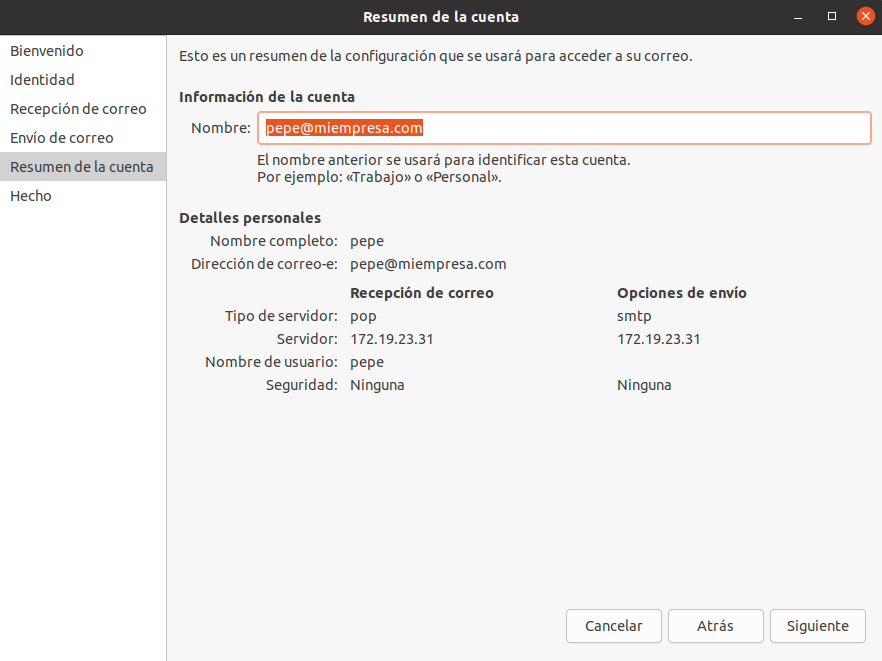 Resumen de la cuenta
Bienvenido
Identidad
Recepción de correo
Envío de correo
Resumen de la cuenta
Hecho
Esto es un resumen de la configuración que se usará para acceder a su correo.
Información de la cuenta
Nombre: pepe@miempresa.com
El nombre anterior se usará para identificar esta cuenta.
Por ejemplo: «Trabajo» o «Personal».
Detalles personales
Nombre completo: pepe
Dirección de correo-e: pepe@miempresa.com
Recepción de correo Opciones de envío
Tipo de servidor: pop smtp
Servidor: 172.19.23.31 172.19.23.31
Nombre de usuario: pepe
Seguridad: Ninguna Ninguna
Cancelar Atrás Siguiente